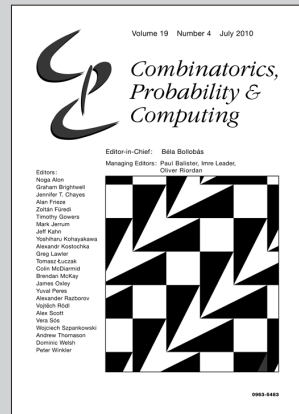 Volume 19 Number 4 July 2010
Combinatorics,
Probability &
Computing
Editor-in-Chief: Béla Bollobás
Managing Editors: Paul Balister, Imre Leader,
Oliver Riordan
Editors:
Noga Alon
Graham Brightwell
Jennifer T. Chayes
Alan Frieze
Zoltán Füredi
Timothy Gowers
Mark Jerrum
Jeff Kahn
Yoshiharu Kohayakawa
Alexandr Kostochka
Greg Lawler
Tomasz Łuczak
Colin McDiarmid
Brendan McKay
James Oxley
Yuval Peres
Alexander Razborov
Vojtěch Rödl
Alex Scott
Vera Sós
Wojciech Szpankowski
Andrew Thomason
Dominic Welsh
Peter Winkler
0963-5483